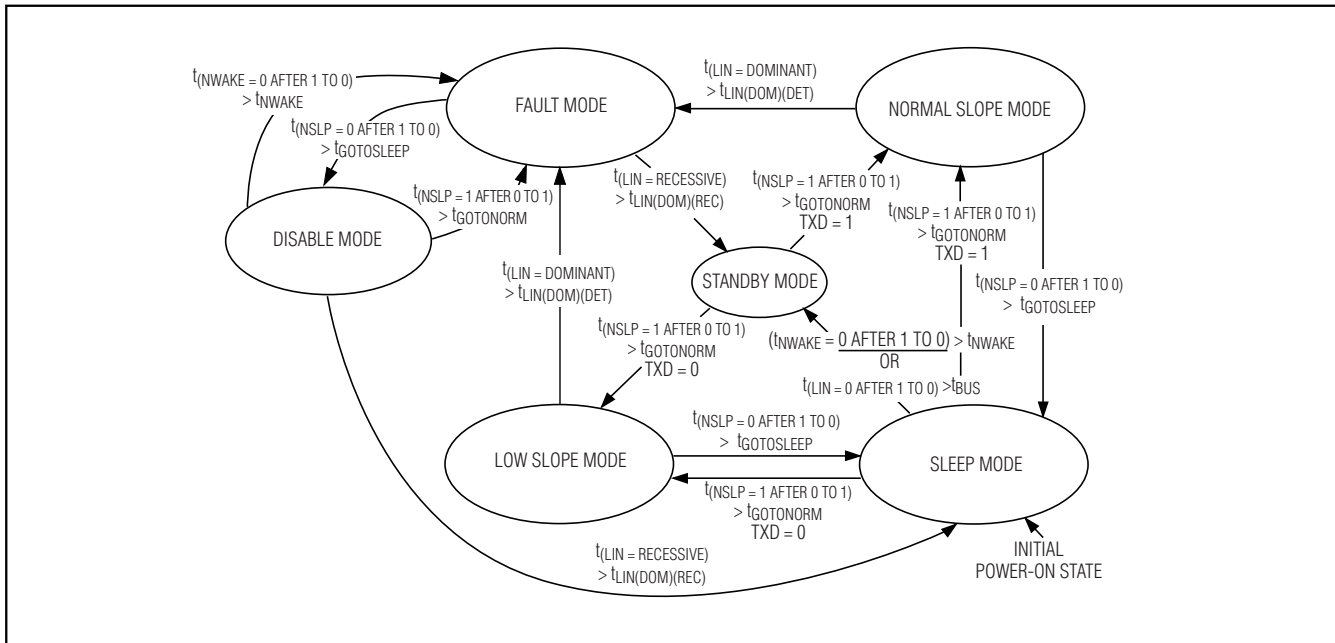 t(NWAKE = 0 AFTER 1 TO 0)
> tNWAKE
FAULT MODE
t(LIN = DOMINANT)
> tLIN(DOM)(DET)
NORMAL SLOPE MODE
t(NSLP = 0 AFTER 1 TO 0)
> tGOTOSLEEP
t(NSLP = 1 AFTER 0 TO 1)
> tGOTONORM
DISABLE MODE
t(LIN = RECESSIVE)
> tLIN(DOM)(REC)
t(NSLP = 1 AFTER 0 TO 1)
> tGOTONORM
TXD = 1
t(NSLP = 1 AFTER 0 TO 1)
> tGOTONORM
TXD = 1
t(LIN = DOMINANT)
> tLIN(DOM)(DET)
STANDBY MODE
t(NSLP = 0 AFTER 1 TO 0)
> tGOTOSLEEP
t(NSLP = 1 AFTER 0 TO 1)
> tGOTONORM
TXD = 0
(tNWAKE = 0 AFTER 1 TO 0) > tNWAKE
OR
t(LIN = 0 AFTER 1 TO 0) >tBUS
LOW SLOPE MODE
t(NSLP = 0 AFTER 1 TO 0)
> tGOTOSLEEP
SLEEP MODE
t(NSLP = 1 AFTER 0 TO 1)
> tGOTONORM
TXD = 0
t(LIN = RECESSIVE)
> tLIN(DOM)(REC)
INITIAL
POWER-ON STATE